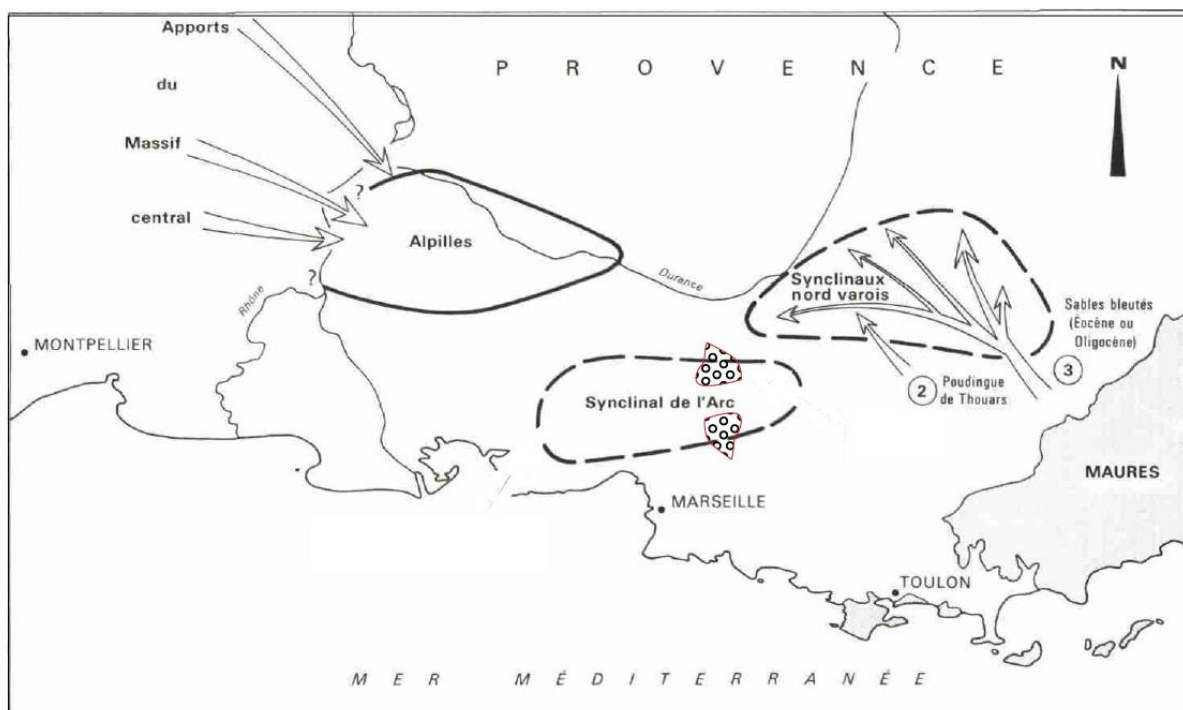 Apports
du
Massif
central
P R O V E N C E
N
?
Alpilles
?
Rhône
Durance
Synclinaux
nord varois
Sables bleutés
(Éocène ou
Oligocène)
3
2
Poudingue
de Thouars
MONTPELLIER
Synclinal de l'Arc
MAURES
MARSEILLE
TOULON
M E R M É D I T E R R A N É E